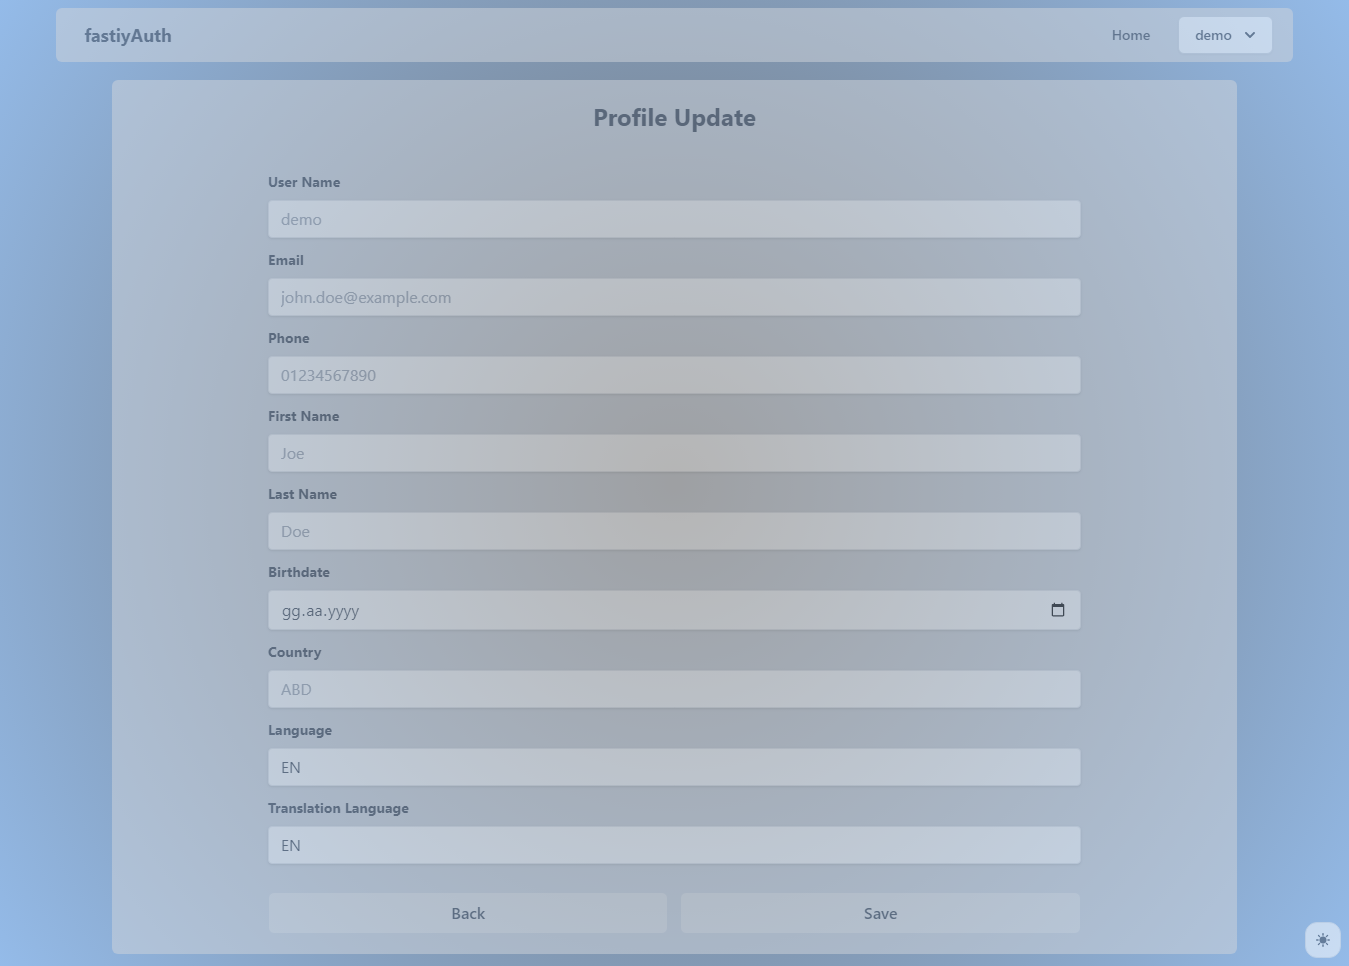 fastiyAuth
Home
demo
Profile Update
User Name
demo
Email
john.doe@example.com
Phone
01234567890
First Name
Joe
Last Name
Doe
Birthdate
gg.aa.yyyy
Country
ABD
Language
EN
Translation Language
EN
Back
Save